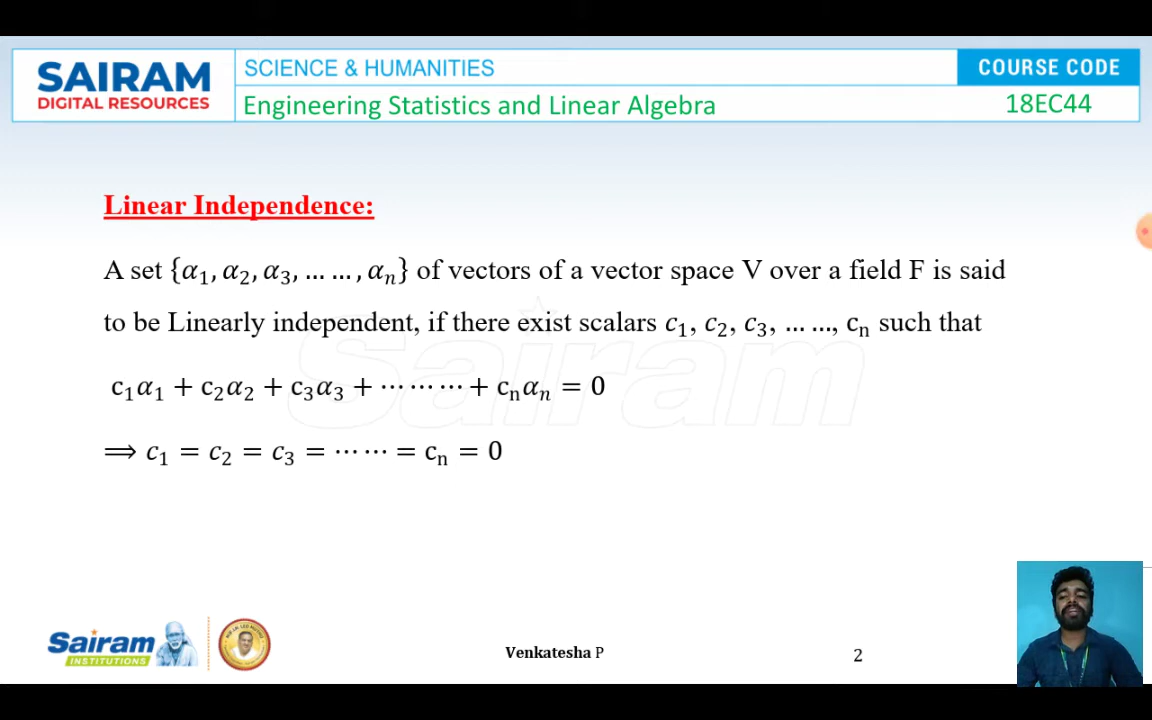 SAIRAM
DIGITAL RESOURCES
SCIENCE & HUMANITIES
COURSE CODE
Engineering Statistics and Linear Algebra
18EC44
Linear Independence:
A set {α₁, α₂, α₃, … …, αₙ} of vectors of a vector space V over a field F is said
to be Linearly independent, if there exist scalars c₁, c₂, c₃, … …, cₙ such that
c₁α₁ + c₂α₂ + c₃α₃ + ⋯ ⋯ ⋯ + cₙαₙ = 0
⟹ c₁ = c₂ = c₃ = ⋯ ⋯ = cₙ = 0
Sairam
Sairam
INSTITUTIONS
Venkatesha P
2